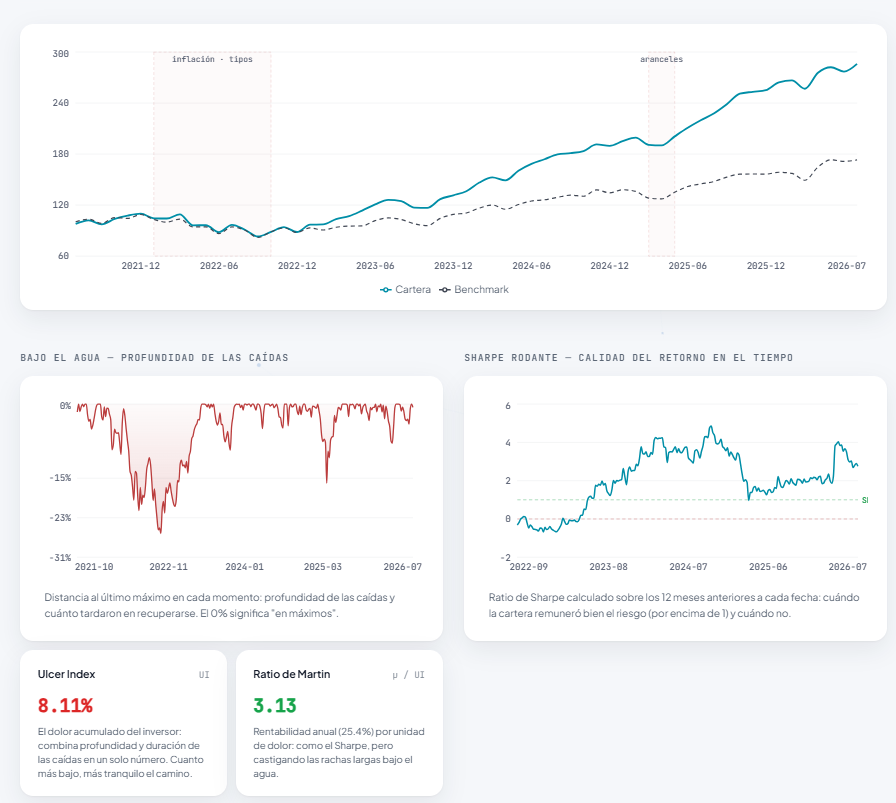 300
inflación · tipos
aranceles
240
180
120
60
2021-12 2022-06 2022-12 2023-06 2023-12 2024-06 2024-12 2025-06 2025-12 2026-07
Cartera Benchmark
BAJO EL AGUA — PROFUNDIDAD DE LAS CAÍDAS
0%
-15%
-23%
-31%
2021-10 2022-11 2024-01 2025-03 2026-07
Distancia al último máximo en cada momento: profundidad de las caídas y
cuánto tardaron en recuperarse. El 0% significa "en máximos".
SHARPE RODANTE — CALIDAD DEL RETORNO EN EL TIEMPO
6
4
2
SI
0
-2
2022-09 2023-08 2024-07 2025-06 2026-07
Ratio de Sharpe calculado sobre los 12 meses anteriores a cada fecha: cuándo
la cartera remuneró bien el riesgo (por encima de 1) y cuándo no.
Ulcer Index UI
8.11%
El dolor acumulado del inversor:
combina profundidad y duración de
las caídas en un solo número. Cuanto
más bajo, más tranquilo el camino.
Ratio de Martin μ / UI
3.13
Rentabilidad anual (25.4%) por unidad
de dolor: como el Sharpe, pero
castigando las rachas largas bajo el
agua.